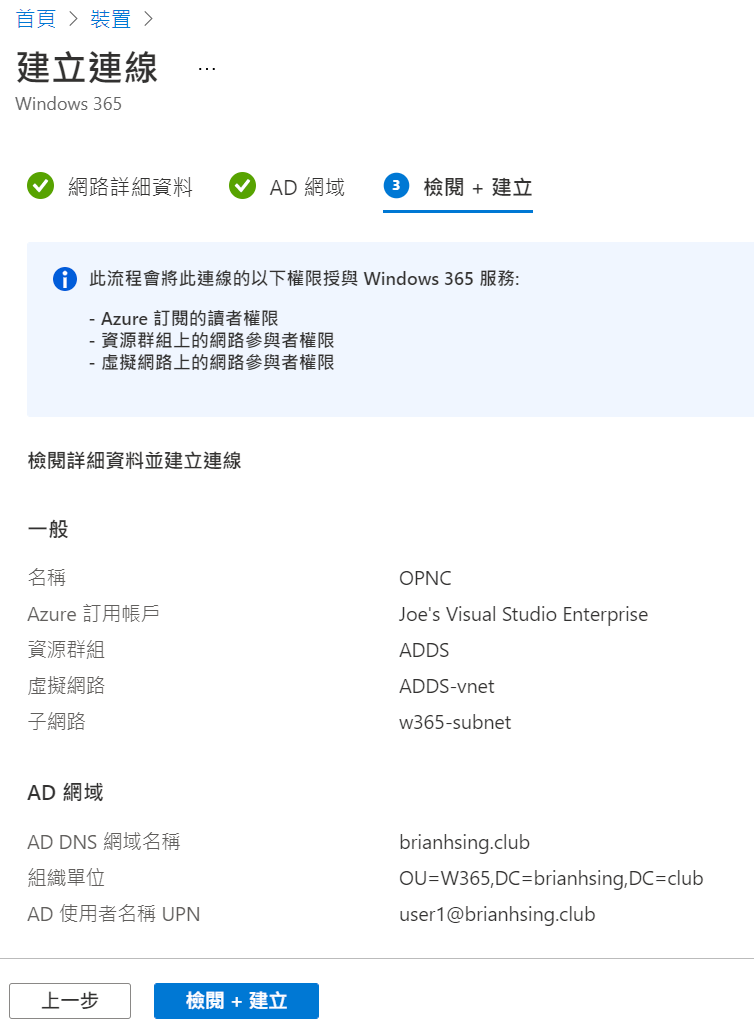 首頁 > 裝置 >
建立連線 ...
Windows 365
網路詳細資料 AD 網域 3 檢閱 + 建立
此流程會將此連線的以下權限授與 Windows 365 服務:
- Azure 訂閱的讀者權限
- 資源群組上的網路參與者權限
- 虛擬網路上的網路參與者權限
檢閱詳細資料並建立連線
一般
名稱 OPNC
Azure 訂用帳戶 Joe's Visual Studio Enterprise
資源群組 ADDS
虛擬網路 ADDS-vnet
子網路 w365-subnet
AD 網域
AD DNS 網域名稱 brianhsing.club
組織單位 OU=W365,DC=brianhsing,DC=club
AD 使用者名稱 UPN user1@brianhsing.club
上一步 檢閱 + 建立